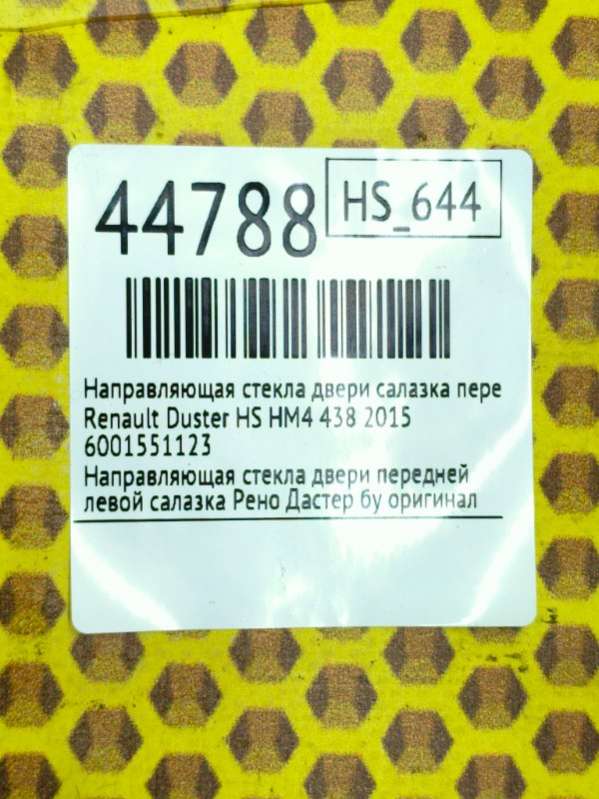 44788
HS_644
Направляющая стекла двери салазка пере
Renault Duster HS HM4 438 2015
6001551123
Направляющая стекла двери передней
левой салазка Рено Дастер бу оригинал